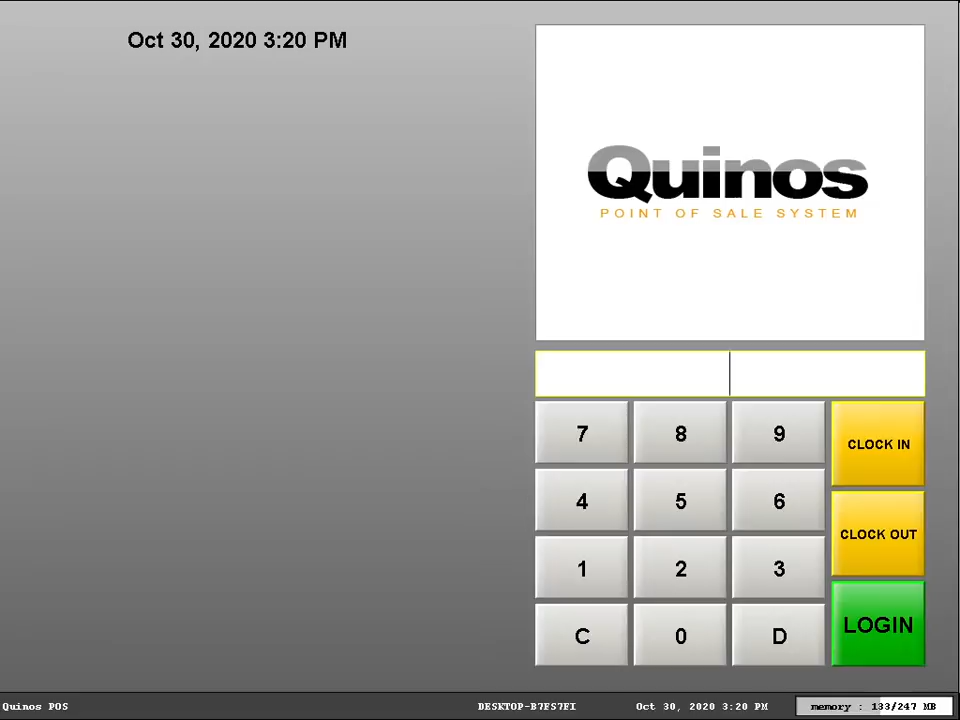 Oct 30, 2020 3:20 PM
Quinos
POINT OF SALE SYSTEM
7 8 9 CLOCK IN
4 5 6 CLOCK OUT
1 2 3
C 0 D LOGIN
Quinos POS DESKTOP-B7FS7FI Oct 30, 2020 3:20 PM memory : 133/247 MB